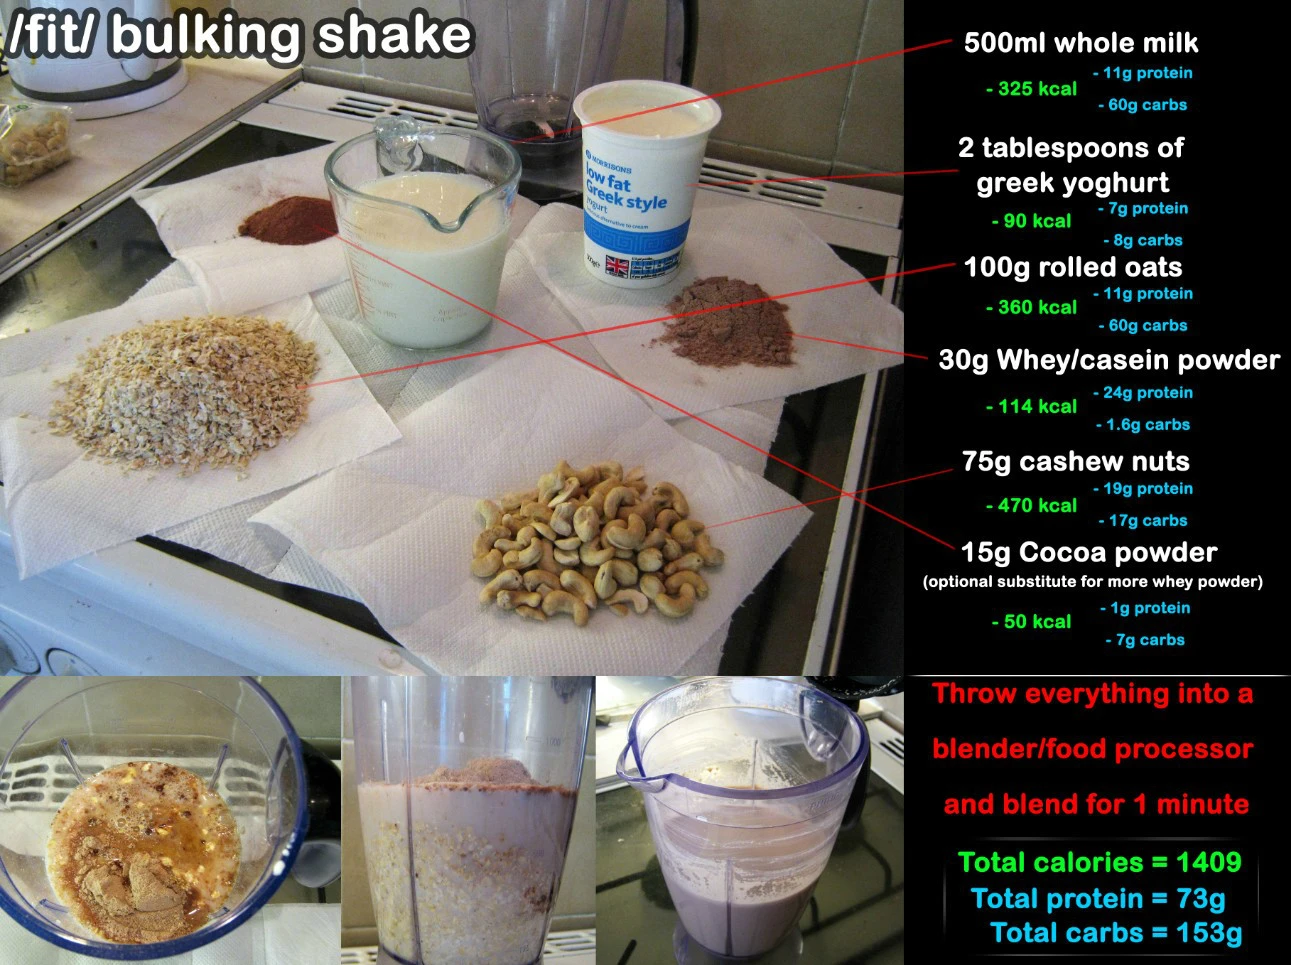 /fit/ bulking shake
500ml whole milk
- 325 kcal
- 11g protein
- 60g carbs
2 tablespoons of
greek yoghurt
- 90 kcal
- 7g protein
- 8g carbs
100g rolled oats
- 360 kcal
- 11g protein
- 60g carbs
30g Whey/casein powder
- 114 kcal
- 24g protein
- 1.6g carbs
75g cashew nuts
- 470 kcal
- 19g protein
- 17g carbs
15g Cocoa powder
(optional substitute for more whey powder)
- 50 kcal
- 1g protein
- 7g carbs
MORRISONS
low fat
Greek style
yogurt
Throw everything into a
blender/food processor
and blend for 1 minute
Total calories = 1409
Total protein = 73g
Total carbs = 153g